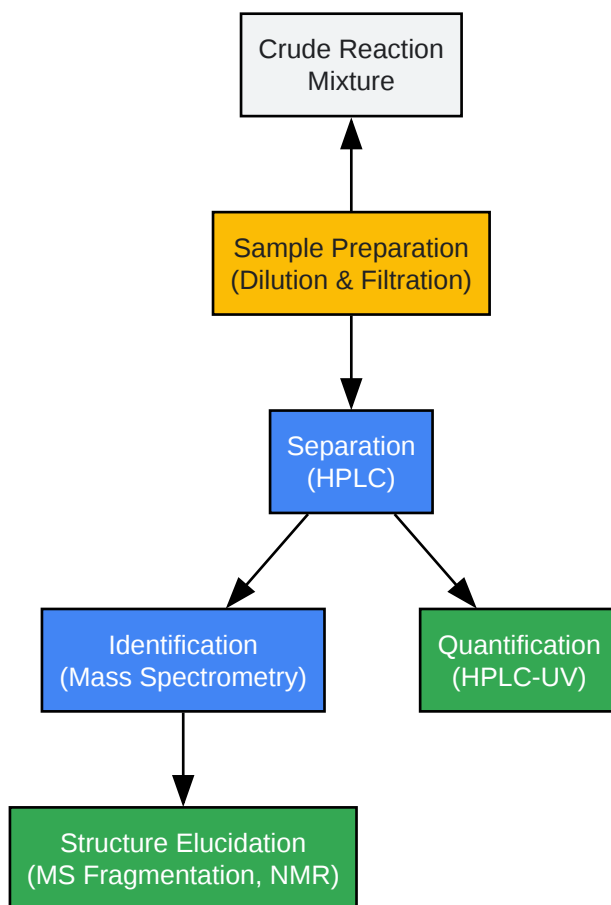 Crude Reaction
Mixture
Sample Preparation
(Dilution & Filtration)
Separation
(HPLC)
Identification
(Mass Spectrometry)
Quantification
(HPLC-UV)
Structure Elucidation
(MS Fragmentation, NMR)